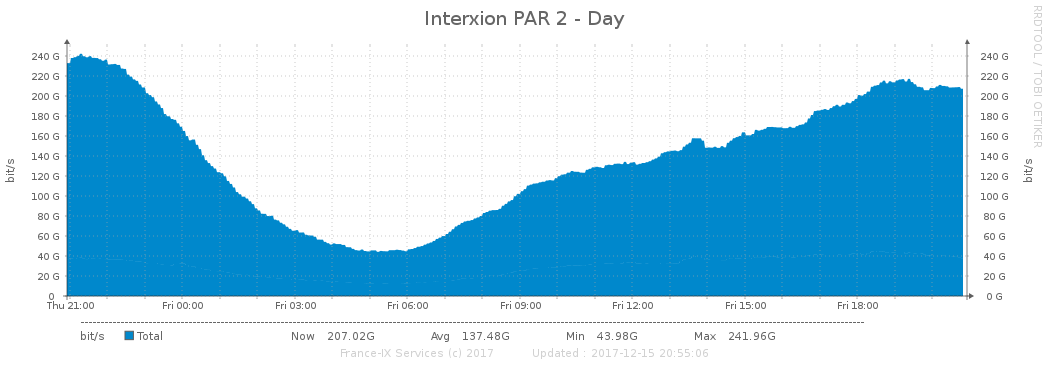 Interxion PAR 2 - Day
RRDTOOL / TOBI OETIKER
bit/s
240 G 240 G
220 G 220 G
200 G 200 G
180 G 180 G
160 G 160 G
140 G 140 G
120 G 120 G
100 G 100 G
80 G 80 G
60 G 60 G
40 G 40 G
20 G 20 G
0 0 G
bit/s
Thu 21:00 Fri 00:00 Fri 03:00 Fri 06:00 Fri 09:00 Fri 12:00 Fri 15:00 Fri 18:00
bit/s Total Now 207.02G Avg 137.48G Min 43.98G Max 241.96G
France-IX Services (c) 2017 Updated : 2017-12-15 20:55:06